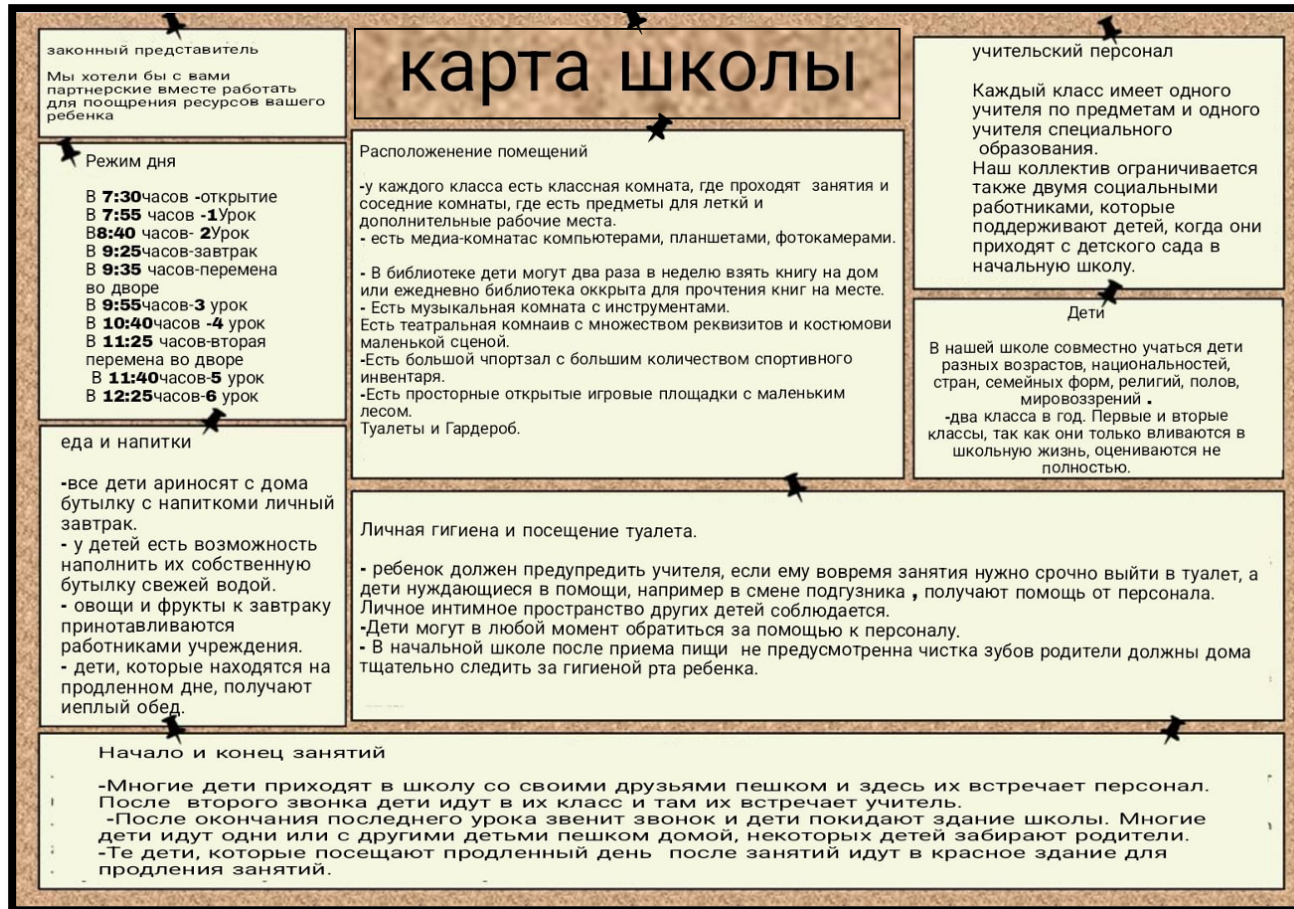 карта школы
законный представитель
Мы хотели бы с вами
партнерские вместе работать
для поощрения ресурсов вашего
ребенка
Режим дня
В 7:30часов -открытие
В 7:55 часов -1Урок
В8:40 часов- 2Урок
В 9:25часов-завтрак
В 9:35 часов-перемена
во дворе
В 9:55часов-3 урок
В 10:40часов -4 урок
В 11:25 часов-вторая
перемена во дворе
В 11:40часов-5 урок
В 12:25часов-6 урок
еда и напитки
-все дети ариносят с дома
бутылку с напиткоми личный
завтрак.
- у детей есть возможность
наполнить их собственную
бутылку свежей водой.
- овощи и фрукты к завтраку
принотавливаются
работниками учреждения.
- дети, которые находятся на
продленном дне, получают
иеплый обед.
Расположенение помещений
-у каждого класса есть классная комната, где проходят занятия и
соседние комнаты, где есть предметы для леткй и
дополнительные рабочие места.
- есть медиа-комнатас компьютерами, планшетами, фотокамерами.
- В библиотеке дети могут два раза в неделю взять книгу на дом
или ежедневно библиотека оккрыта для прочтения книг на месте.
- Есть музыкальная комната с инструментами.
Есть театральная комнаив с множеством реквизитов и костюмови
маленькой сценой.
-Есть большой чпортзал с большим количеством спортивного
инвентаря.
-Есть просторные открытые игровые площадки с маленьким
лесом.
Туалеты и Гардероб.
учительский персонал
Каждый класс имеет одного
учителя по предметам и одного
учителя специального
образования.
Наш коллектив ограничивается
также двумя социальными
работниками, которые
поддерживают детей, когда они
приходят с детского сада в
начальную школу.
Дети
В нашей школе совместно учаться дети
разных возрастов, национальностей,
стран, семейных форм, религий, полов,
мировоззрений .
-два класса в год. Первые и вторые
классы, так как они только вливаются в
школьную жизнь, оцениваются не
полностью.
Личная гигиена и посещение туалета.
- ребенок должен предупредить учителя, если ему вовремя занятия нужно срочно выйти в туалет, а
дети нуждающиеся в помощи, например в смене подгузника , получают помощь от персонала.
Личное интимное пространство других детей соблюдается.
-Дети могут в любой момент обратиться за помощью к персоналу.
- В начальной школе после приема пищи не предусмотренна чистка зубов родители должны дома
тщательно следить за гигиеной рта ребенка.
Начало и конец занятий
-Многие дети приходят в школу со своими друзьями пешком и здесь их встречает персонал.
После второго звонка дети идут в их класс и там их встречает учитель.
-После окончания последнего урока звенит звонок и дети покидают здание школы. Многие
дети идут одни или с другими детьми пешком домой, некоторых детей забирают родители.
-Те дети, которые посещают продленный день после занятий идут в красное здание для
продления занятий.